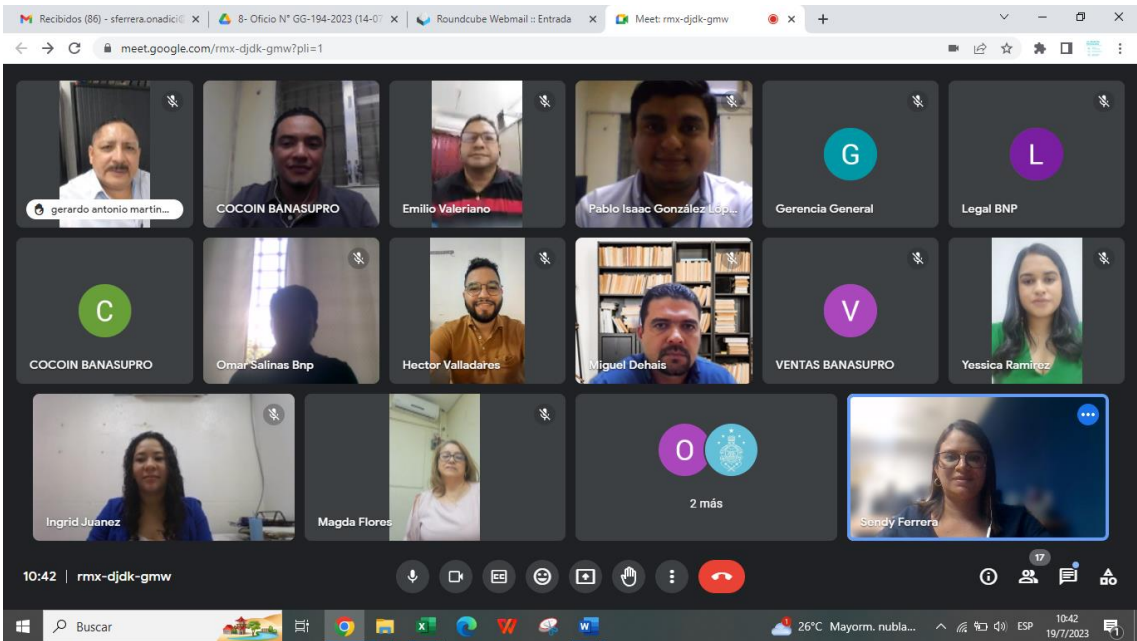 Recibidos (86) - sferrera.onadici@
8- Oficio N° GG-194-2023 (14-07
Roundcube Webmail :: Entrada
Meet: rmx-djdk-gmw
meet.google.com/rmx-djdk-gmw?pli=1
gerardo antonio martin...
COCOIN BANASUPRO
Emilio Valeriano
Pablo Isaac González Lóp...
G
Gerencia General
L
Legal BNP
C
COCOIN BANASUPRO
Omar Salinas Bnp
Hector Valladares
Miguel Dehais
V
VENTAS BANASUPRO
Yessica Ramirez
Ingrid Juanez
Magda Flores
O
2 más
Sendy Ferrera
10:42 | rmx-djdk-gmw
CC
17
Buscar
26°C Mayorm. nubla...
ESP
10:42
19/7/2023
1